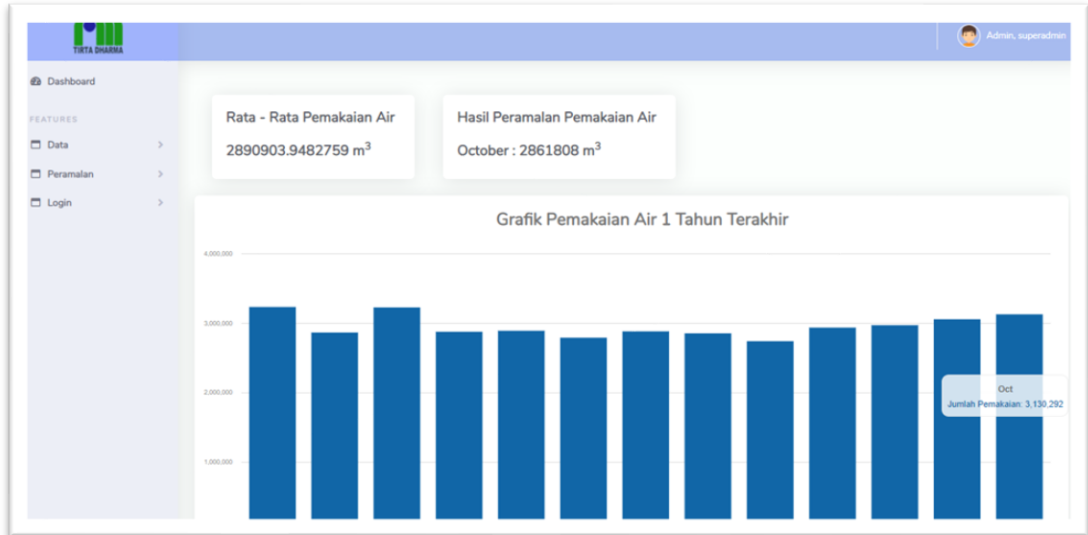 TIRTA DHARMA
Admin, superadmin
Dashboard
FEATURES
Data
Peramalan
Login
Rata - Rata Pemakaian Air
2890903.9482759 m³
Hasil Peramalan Pemakaian Air
October : 2861808 m³
Grafik Pemakaian Air 1 Tahun Terakhir
4,000,000
3,000,000
2,000,000
1,000,000
Oct
Jumlah Pemakaian: 3,130,292